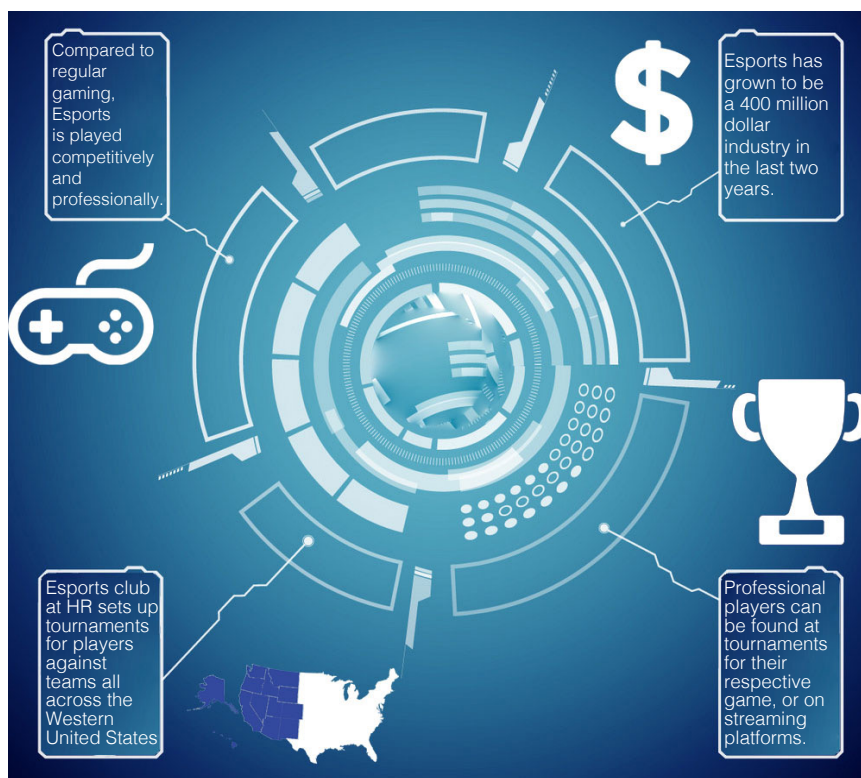 Compared to
regular
gaming,
Esports
is played
competitively
and
professionally.
Esports has
grown to be
a 400 million
dollar
industry in
the last two
years.
Esports club
at HR sets up
tournaments
for players
against
teams all
across the
Western
United States
Professional
players can
be found at
tournaments
for their
respective
game, or on
streaming
platforms.